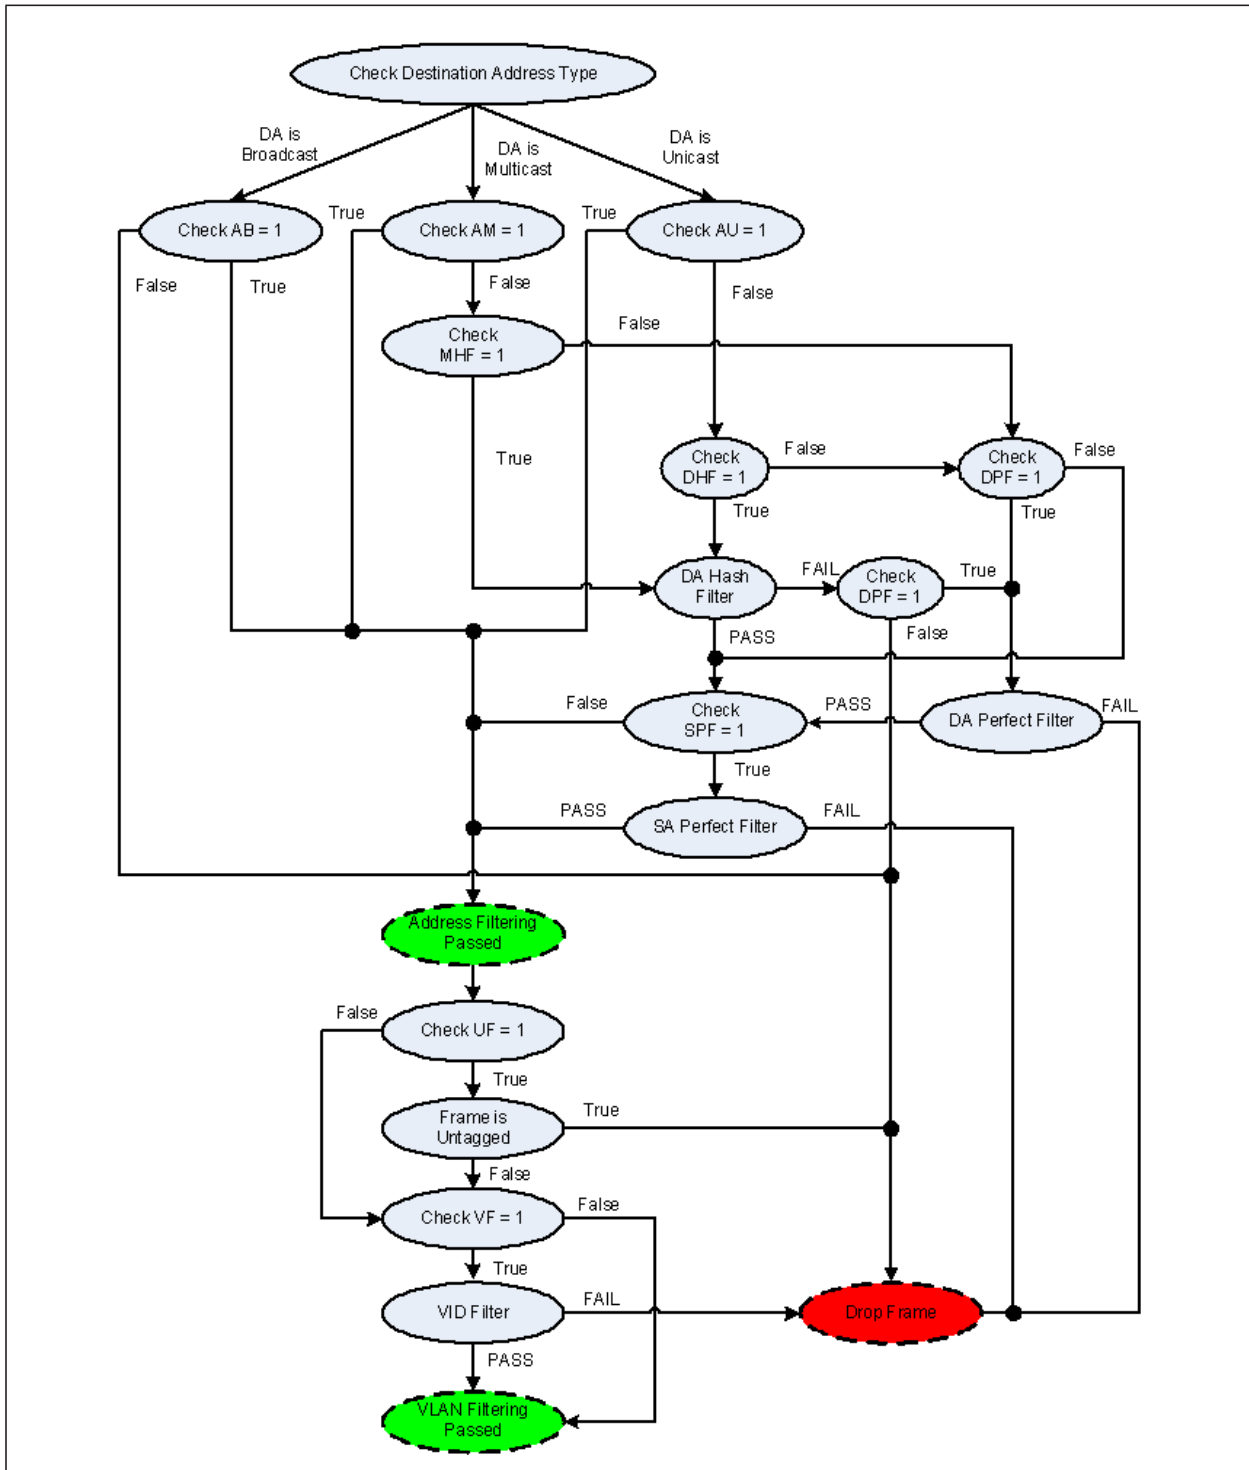 Check Destination Address Type
DA is
Broadcast
DA is
Multicast
DA is
Unicast
Check AB = 1
True
Check AM = 1
True
Check AU = 1
False
True
False
False
Check
MHF = 1
False
True
Check
DHF = 1
False
Check
DPF = 1
False
True
True
DA Hash
Filter
FAIL
Check
DPF = 1
True
PASS
False
False
Check
SPF = 1
PASS
DA Perfect Filter
FAIL
True
PASS
SA Perfect Filter
FAIL
Address Filtering
Passed
False
Check UF = 1
True
Frame is
Untagged
True
False
Check VF = 1
False
True
VID Filter
FAIL
Drop Frame
PASS
VLAN Filtering
Passed